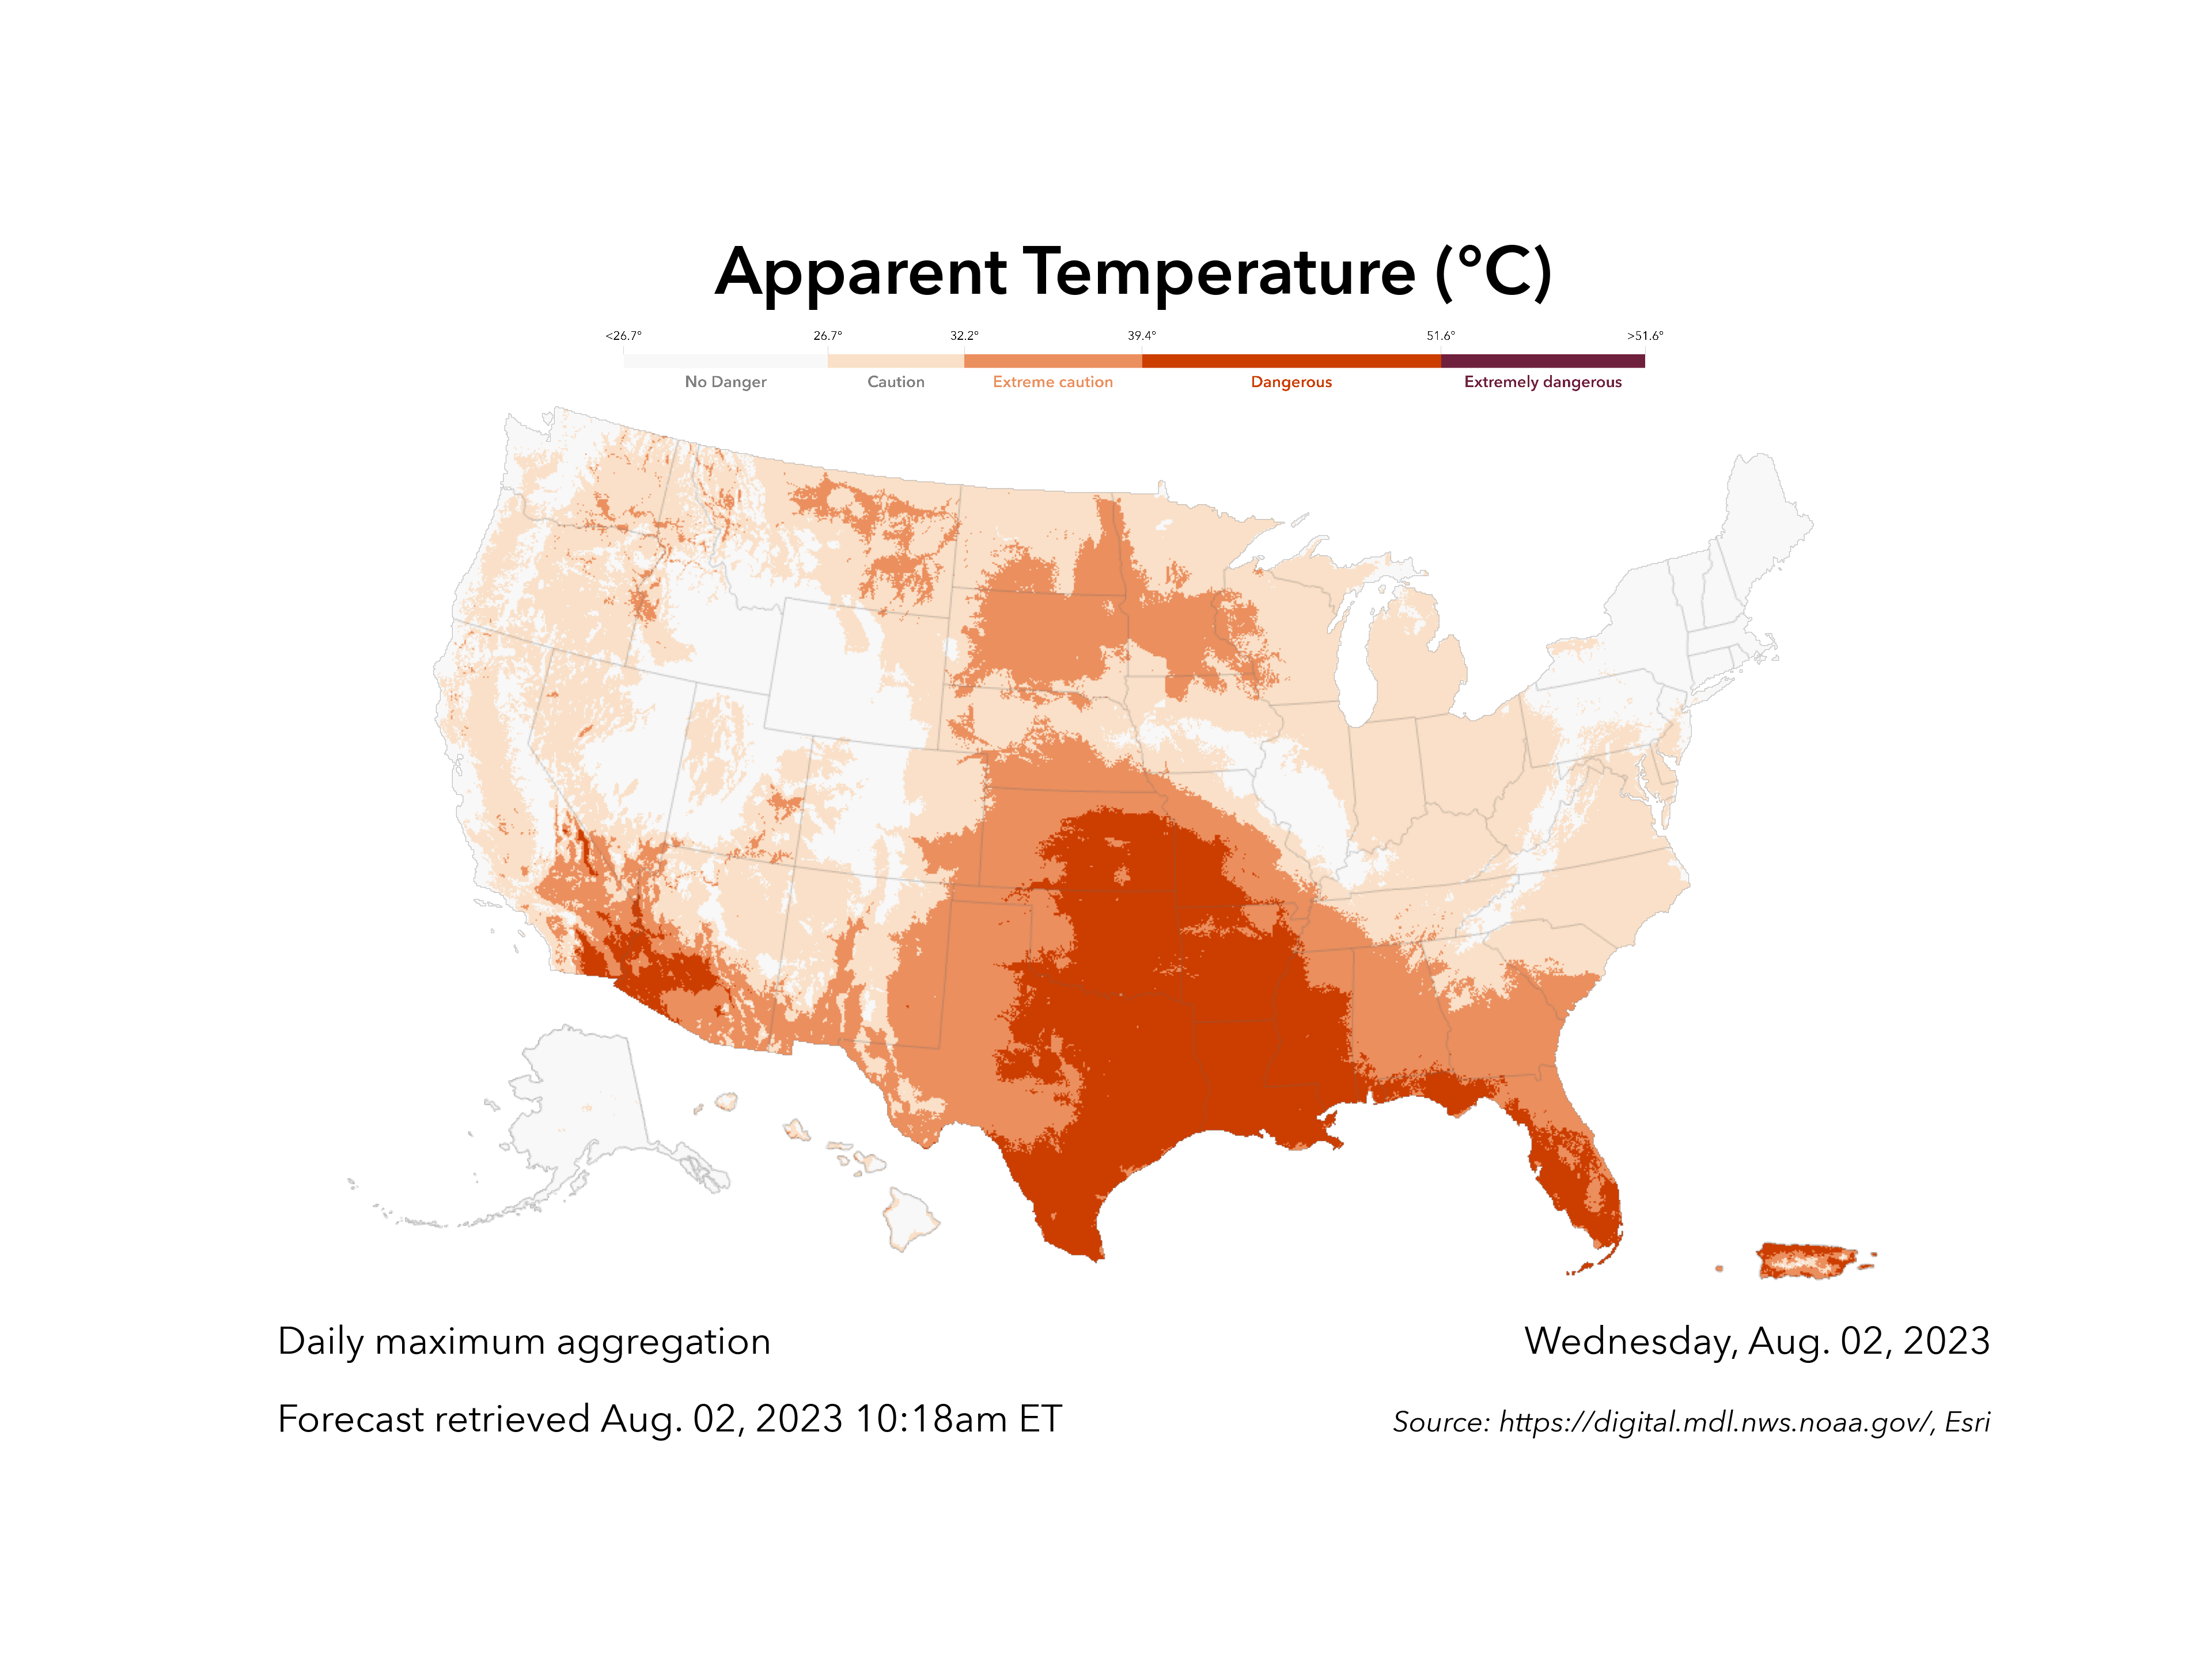 Apparent Temperature (°C)
<26.7° 26.7° 32.2° 39.4° 51.6° >51.6°
No Danger Caution Extreme caution Dangerous Extremely dangerous
Daily maximum aggregation
Wednesday, Aug. 02, 2023
Forecast retrieved Aug. 02, 2023 10:18am ET
Source: https://digital.mdl.nws.noaa.gov/, Esri